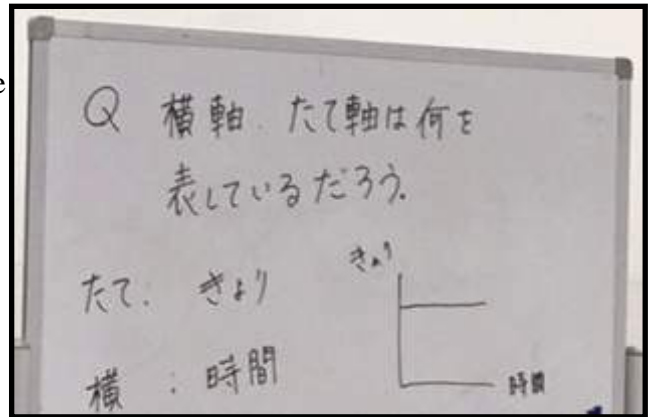 Q 横軸、たて軸は何を
表しているだろう。
たて: きょり
横 : 時間
きょり
時間